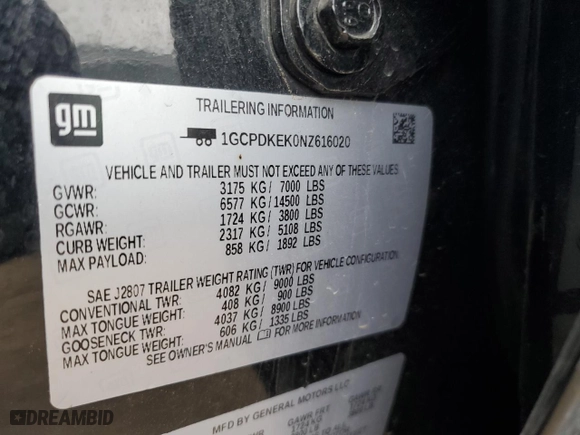 gm
TRAILERING INFORMATION
1GCPDKEK0NZ616020
VEHICLE AND TRAILER MUST NOT EXCEED ANY OF THESE VALUES
GVWR: 3175 KG / 7000 LBS
GCWR: 6577 KG / 14500 LBS
RGAWR: 1724 KG / 3800 LBS
CURB WEIGHT: 2317 KG / 5108 LBS
MAX PAYLOAD: 858 KG / 1892 LBS
SAE J2807 TRAILER WEIGHT RATING (TWR) FOR VEHICLE CONFIGURATION
CONVENTIONAL TWR: 4082 KG / 9000 LBS
MAX TONGUE WEIGHT: 408 KG / 900 LBS
GOOSENECK TWR: 4037 KG / 8900 LBS
MAX TONGUE WEIGHT: 606 KG / 1335 LBS
SEE OWNER'S MANUAL FOR MORE INFORMATION
MFD BY GENERAL MOTORS LLC
GAWR FRT
DREAMBID